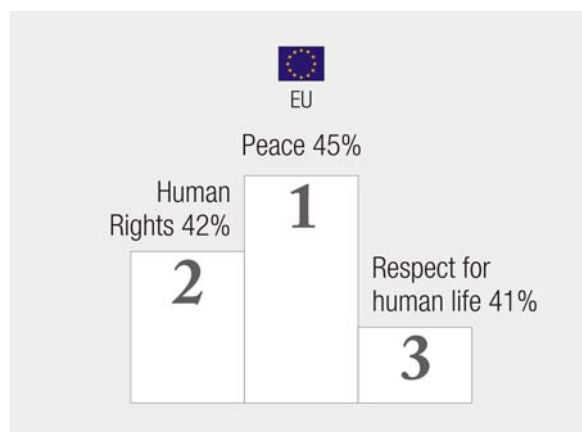 EU
Peace 45%
1
Human
Rights 42%
2
Respect for
human life 41%
3